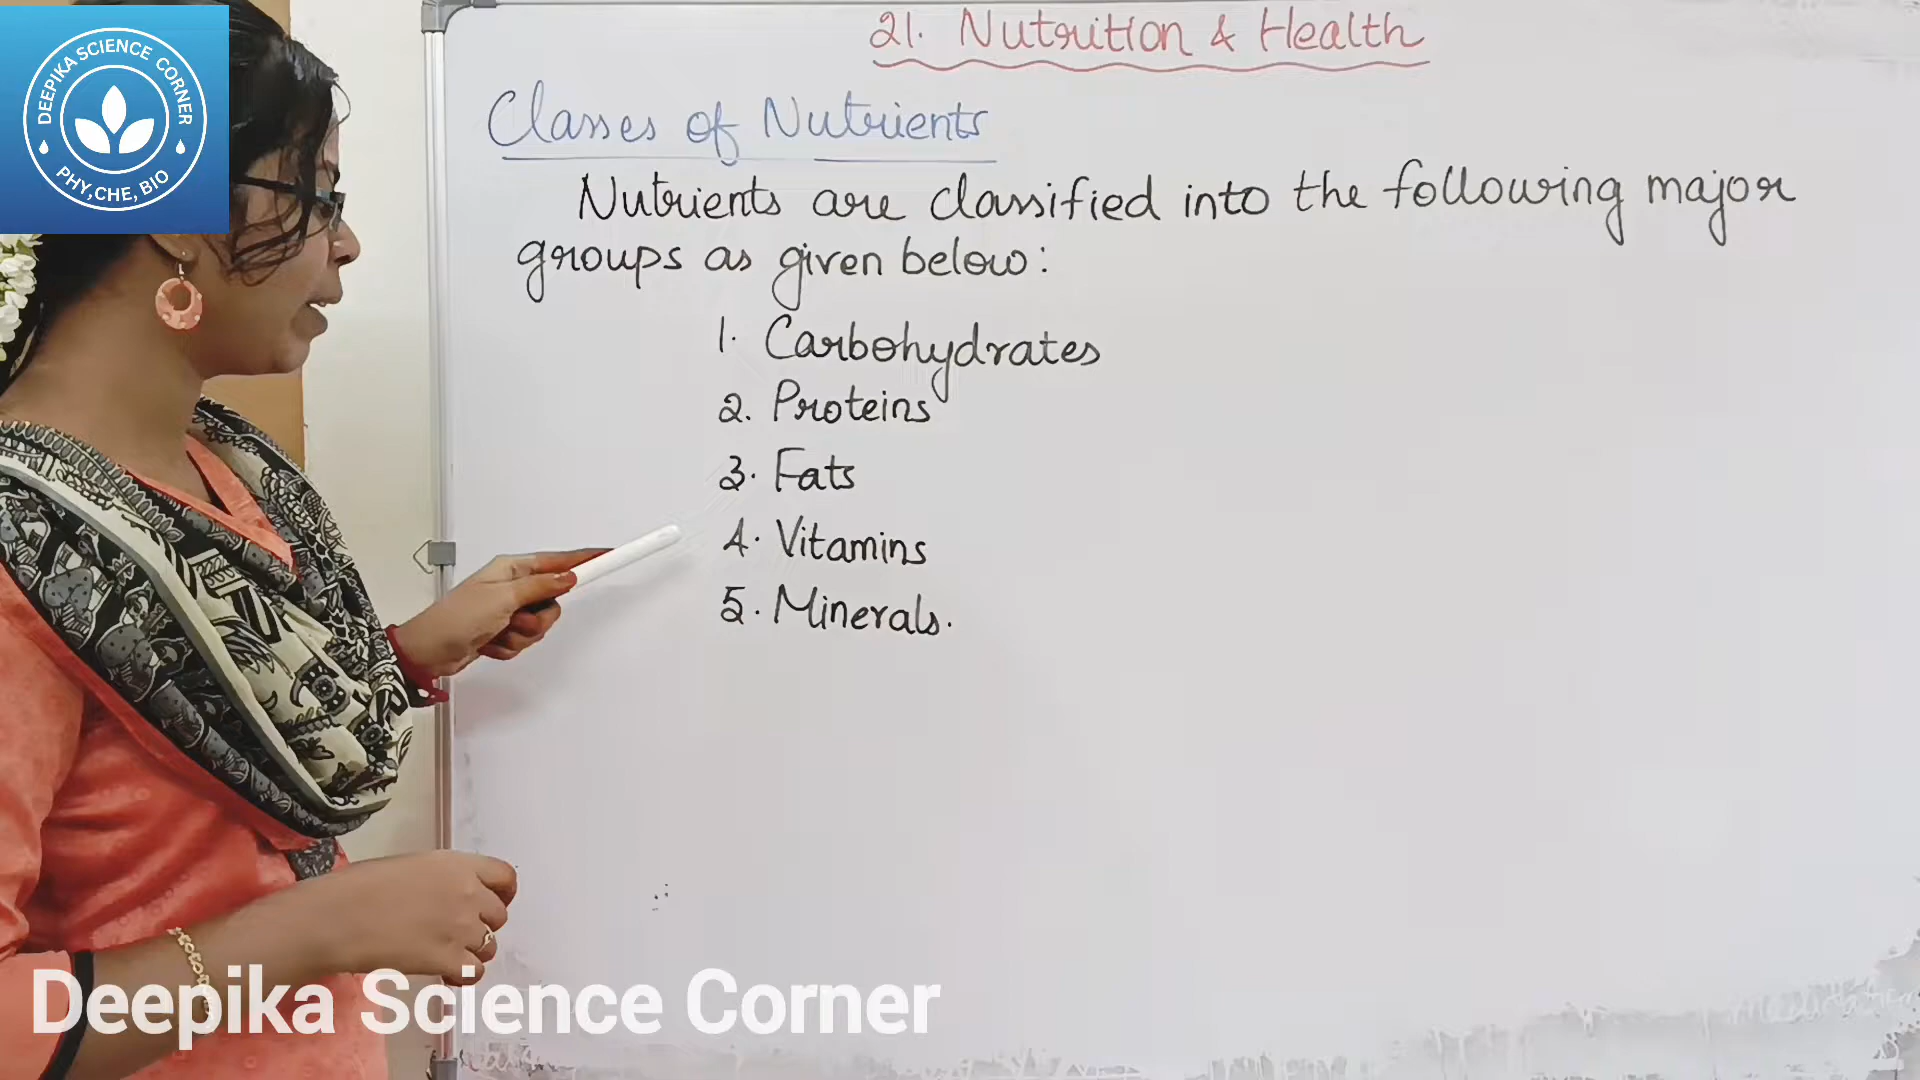 DEEPIKA SCIENCE CORNER
PHY,CHE, BIO
21. Nutrition & Health
Classes of Nutrients
Nutrients are classified into the following major
groups as given below:
1. Carbohydrates
2. Proteins
3. Fats
4. Vitamins
5. Minerals.
Deepika Science Corner